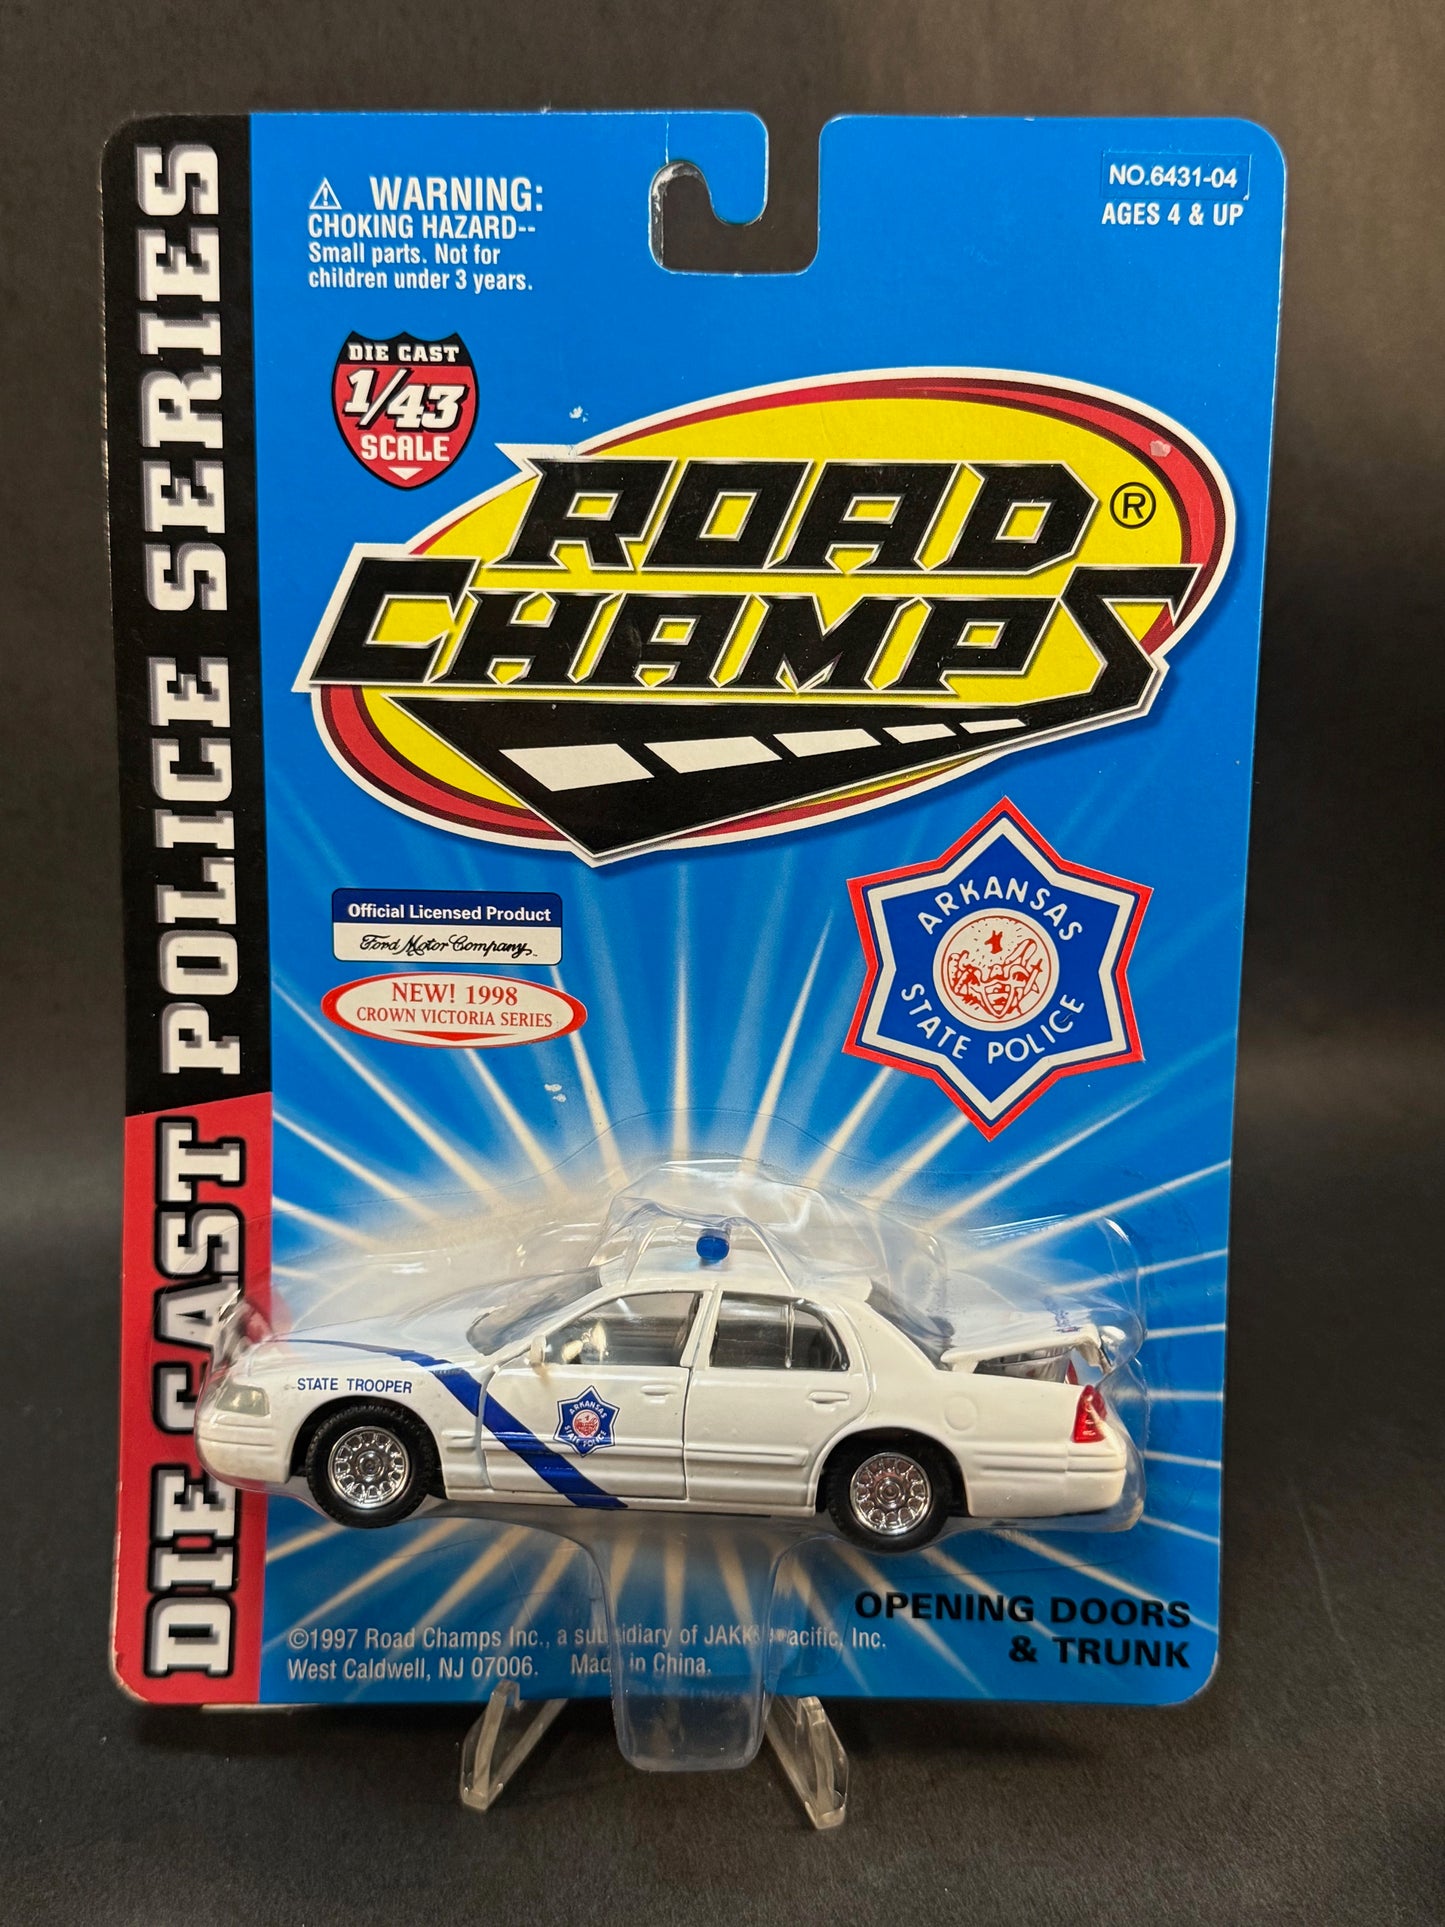 DIE CAST POLICE SERIES
⚠ WARNING:
CHOKING HAZARD--
Small parts. Not for
children under 3 years.
NO.6431-04
AGES 4 & UP
DIE CAST
1/43
SCALE
ROAD
CHAMPS®
Official Licensed Product
Ford Motor Company
NEW! 1998
CROWN VICTORIA SERIES
ARKANSAS
STATE POLICE
STATE TROOPER
ARKANSAS
STATE POLICE
OPENING DOORS
& TRUNK
©1997 Road Champs Inc., a subsidiary of JAKKS Pacific, Inc.
West Caldwell, NJ 07006. Made in China.